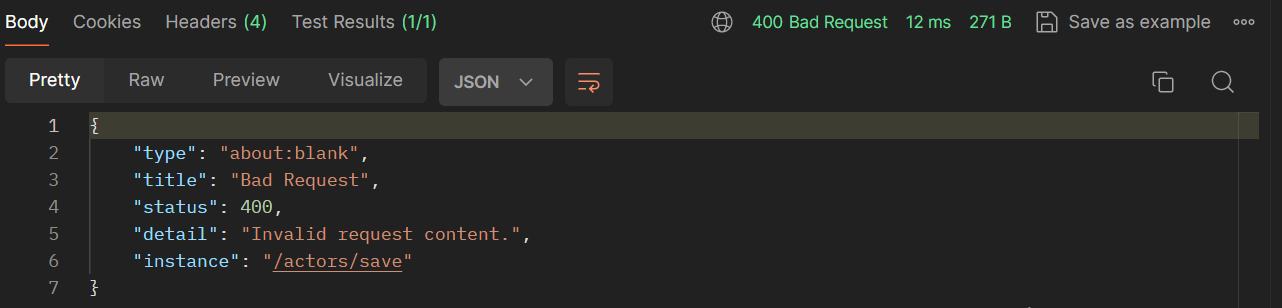 Body Cookies Headers (4) Test Results (1/1) 400 Bad Request 12 ms 271 B Save as example
Pretty Raw Preview Visualize JSON
1 {
2 "type": "about:blank",
3 "title": "Bad Request",
4 "status": 400,
5 "detail": "Invalid request content.",
6 "instance": "/actors/save"
7 }